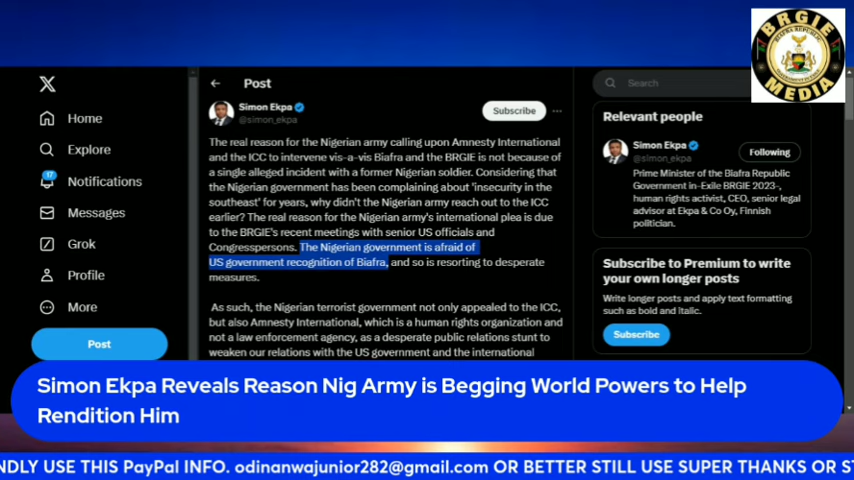 BRGIE
BIAFRA REPUBLIC
MEDIA
Home
Explore
17
Notifications
Messages
Grok
Profile
More
Post
Post
Simon Ekpa
@simon_ekpa
Subscribe
The real reason for the Nigerian army calling upon Amnesty International
and the ICC to intervene vis-a-vis Biafra and the BRGIE is not because of
a single alleged incident with a former Nigerian soldier. Considering that
the Nigerian government has been complaining about 'insecurity in the
southeast' for years, why didn't the Nigerian army reach out to the ICC
earlier? The real reason for the Nigerian army's international plea is due
to the BRGIE's recent meetings with senior US officials and
Congresspersons. The Nigerian government is afraid of
US government recognition of Biafra, and so is resorting to desperate
measures.
As such, the Nigerian terrorist government not only appealed to the ICC,
but also Amnesty International, which is a human rights organization and
not a law enforcement agency, as a desperate public relations stunt to
weaken our relations with the US government and the international
Search
Relevant people
Simon Ekpa
@simon_ekpa
Following
Prime Minister of the Biafra Republic
Government in-Exile BRGIE 2023-,
human rights activist, CEO, senior legal
advisor at Ekpa & Co Oy, Finnish
politician.
Subscribe to Premium to write
your own longer posts
Write longer posts and apply text formatting
such as bold and italic.
Subscribe
Simon Ekpa Reveals Reason Nig Army is Begging World Powers to Help
Rendition Him
NDLY USE THIS PayPal INFO. odinanwajunior282@gmail.com OR BETTER STILL USE SUPER THANKS OR ST